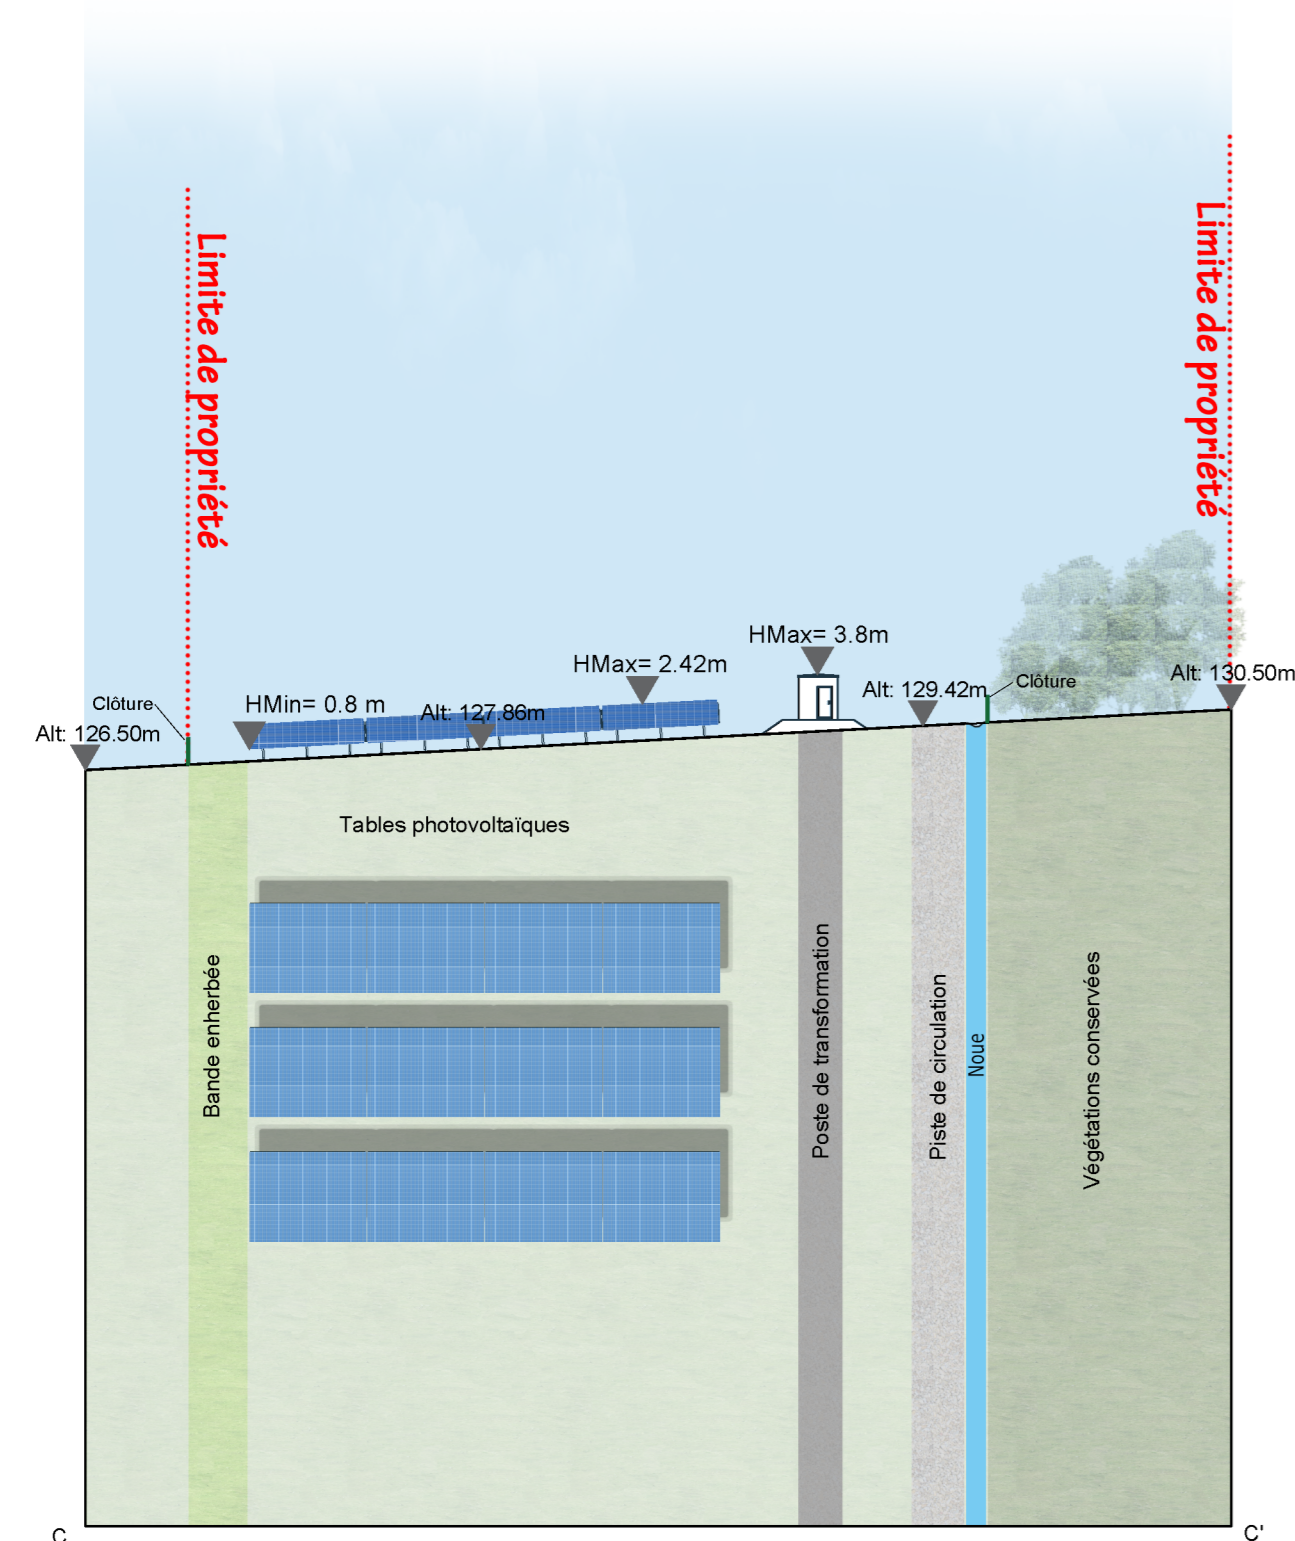 Limite de propriété
Limite de propriété
HMax= 3.8m
HMax= 2.42m
Alt: 130.50m
Clôture
Alt: 129.42m
Clôture
HMin= 0.8 m
Alt: 127.86m
Alt: 126.50m
Tables photovoltaïques
Bande enherbée
Poste de transformation
Piste de circulation
Noue
Végétations conservées
C
C'